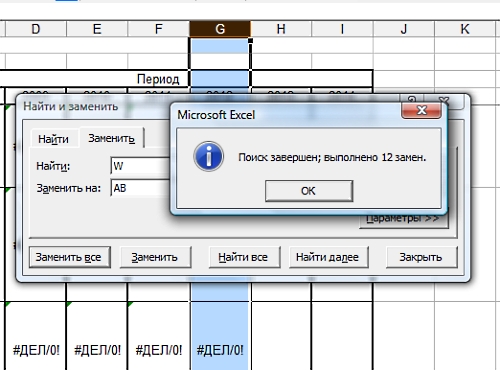 D E F G H I J K
Период
Найти и заменить
Найти Заменить
Найти: W
Заменить на: AB
Microsoft Excel
Поиск завершен; выполнено 12 замен.
ОК
Параметры >>
Заменить все Заменить Найти все Найти далее Закрыть
#ДЕЛ/0! #ДЕЛ/0! #ДЕЛ/0! #ДЕЛ/0!